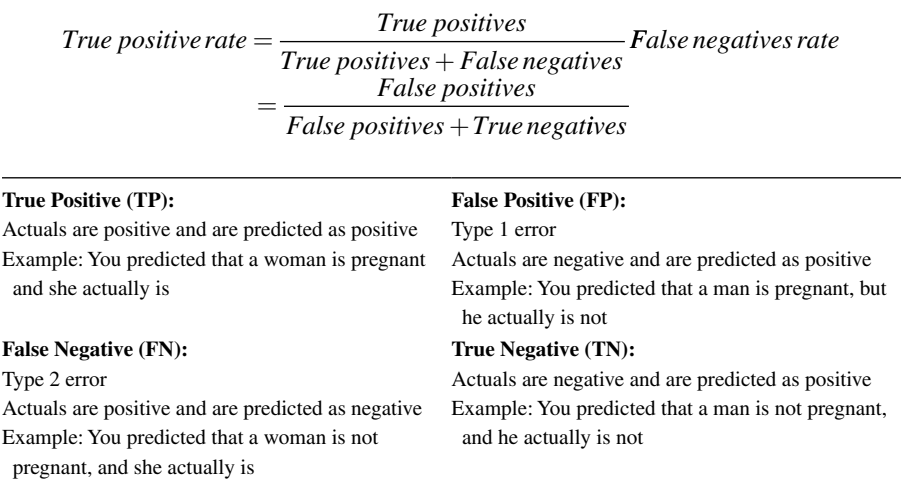 True positive rate = True positives / True positives + False negatives False negatives rate
= False positives / False positives + True negatives
True Positive (TP):
Actuals are positive and are predicted as positive
Example: You predicted that a woman is pregnant
and she actually is
False Positive (FP):
Type 1 error
Actuals are negative and are predicted as positive
Example: You predicted that a man is pregnant, but
he actually is not
False Negative (FN):
Type 2 error
Actuals are positive and are predicted as negative
Example: You predicted that a woman is not
pregnant, and she actually is
True Negative (TN):
Actuals are negative and are predicted as positive
Example: You predicted that a man is not pregnant,
and he actually is not